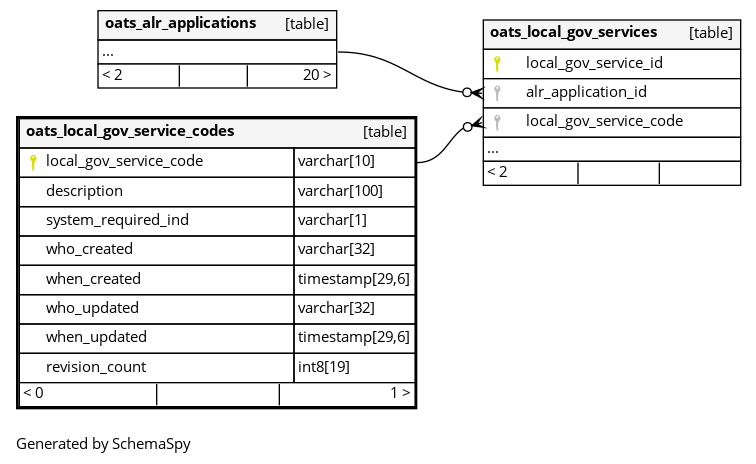 oats_alr_applications [table]
...
< 2 20 >
oats_local_gov_services [table]
local_gov_service_id
alr_application_id
local_gov_service_code
...
< 2
oats_local_gov_service_codes [table]
local_gov_service_code varchar[10]
description varchar[100]
system_required_ind varchar[1]
who_created varchar[32]
when_created timestamp[29,6]
who_updated varchar[32]
when_updated timestamp[29,6]
revision_count int8[19]
< 0 1 >
Generated by SchemaSpy